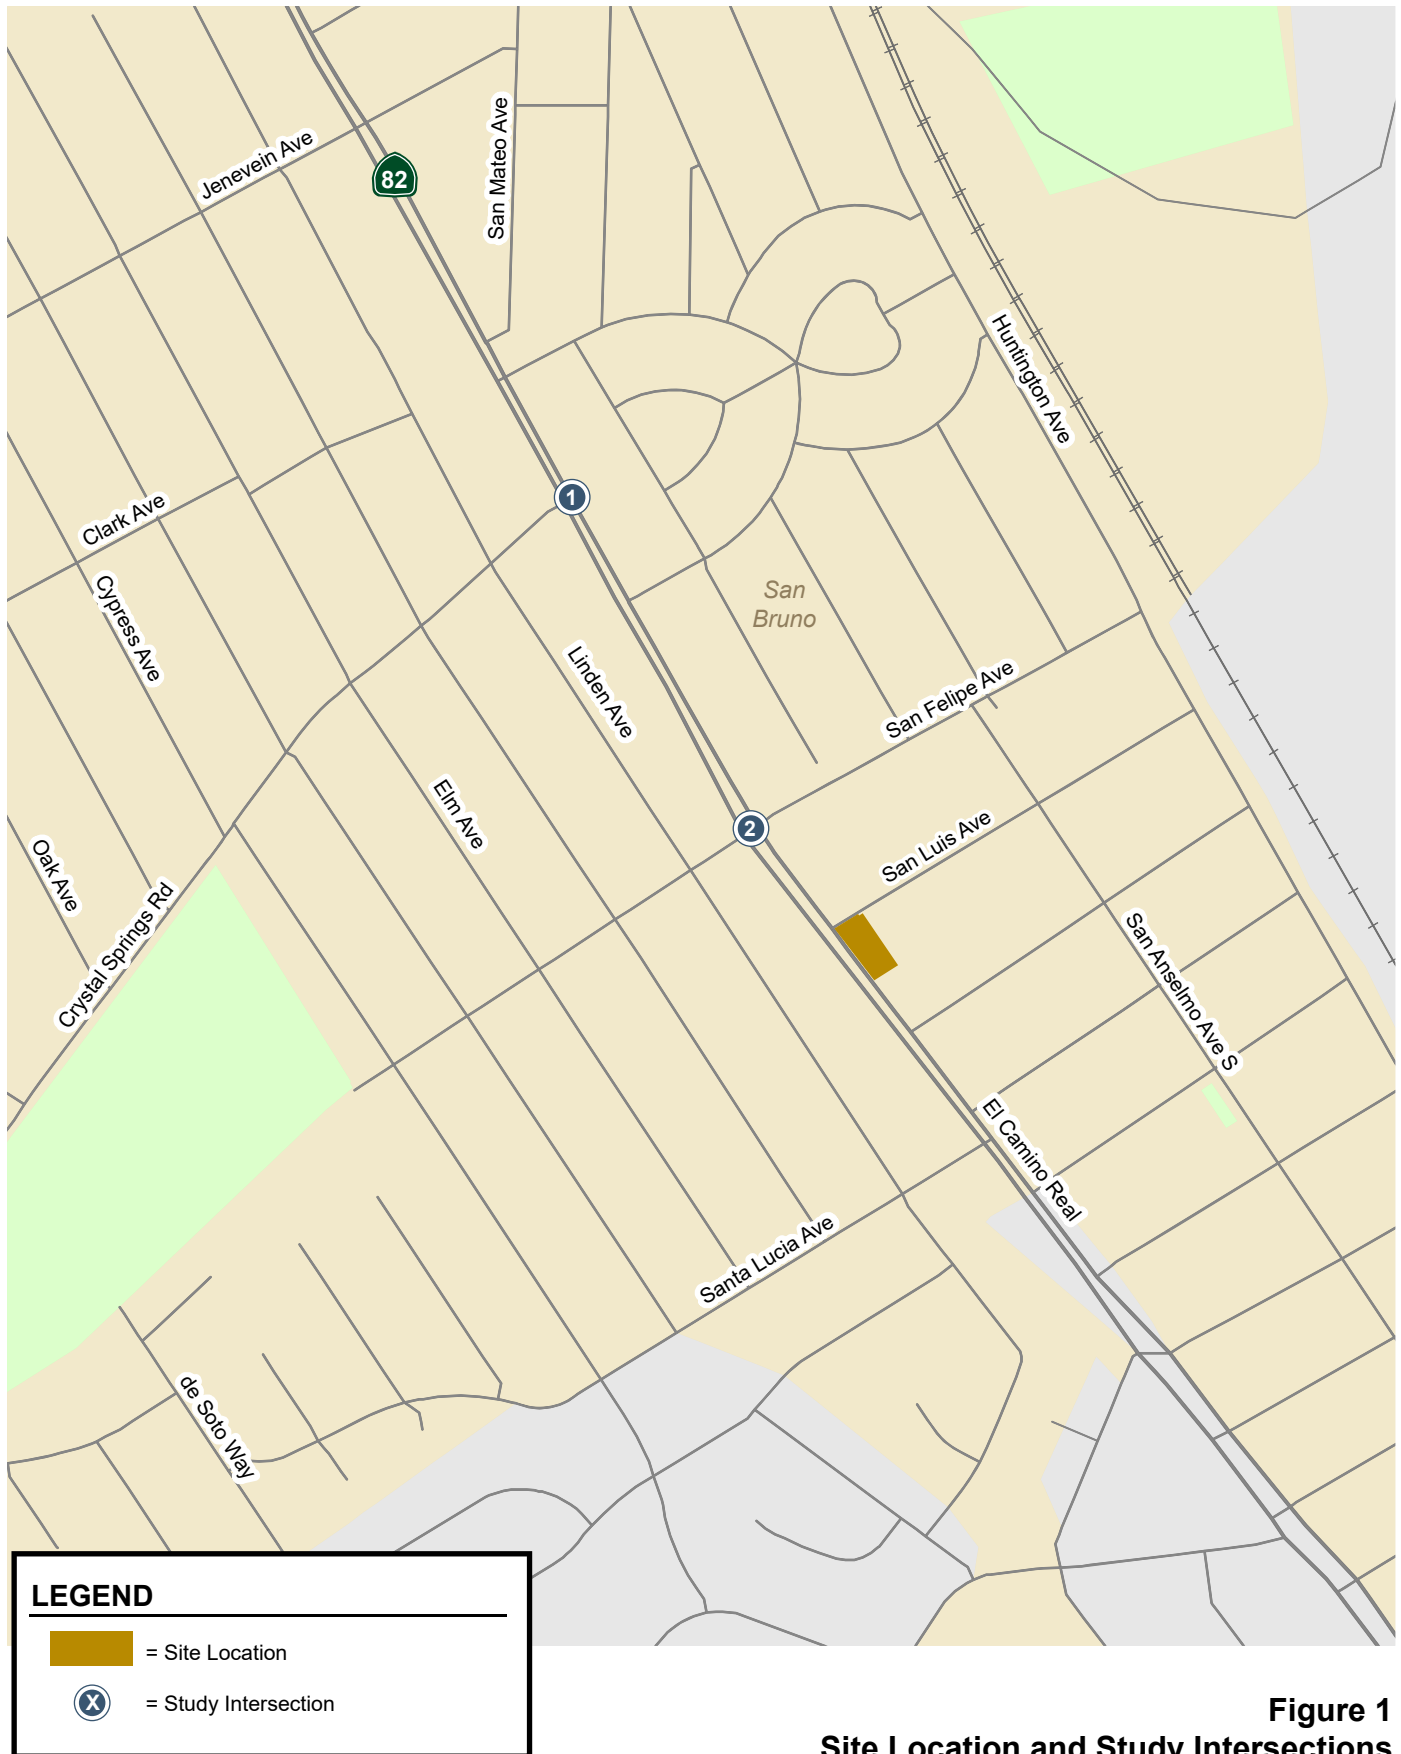 Jenevein Ave
82
San Mateo Ave
Huntington Ave
1
Clark Ave
Cypress Ave
San
Bruno
Linden Ave
San Felipe Ave
Elm Ave
2
San Luis Ave
Oak Ave
Crystal Springs Rd
San Anselmo Ave S
El Camino Real
Santa Lucia Ave
de Soto Way
LEGEND
= Site Location
X = Study Intersection
Figure 1
Site Location and Study Intersections